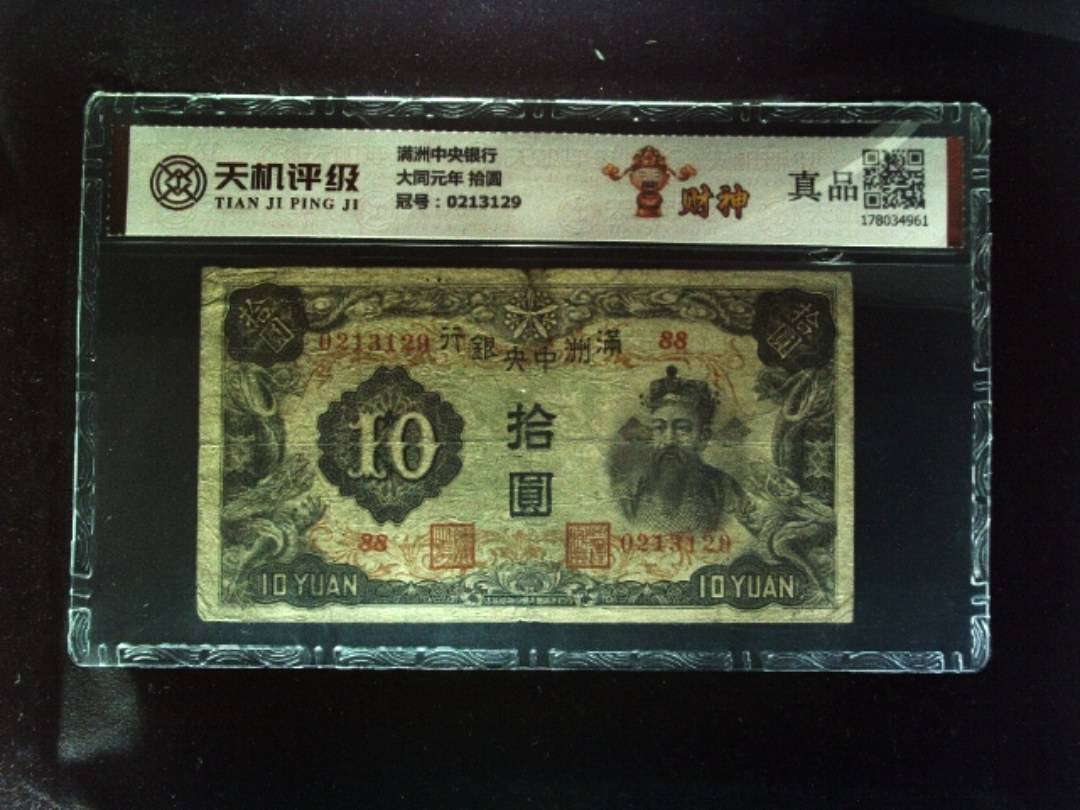 天机评级
TIAN JI PING JI
满洲中央银行
大同元年 拾圆
冠号：0213129
财神
真品
178034961
拾圓
拾圓
0213129
行銀央中洲滿
88
10
拾
圓
88
0213129
10 YUAN
10 YUAN